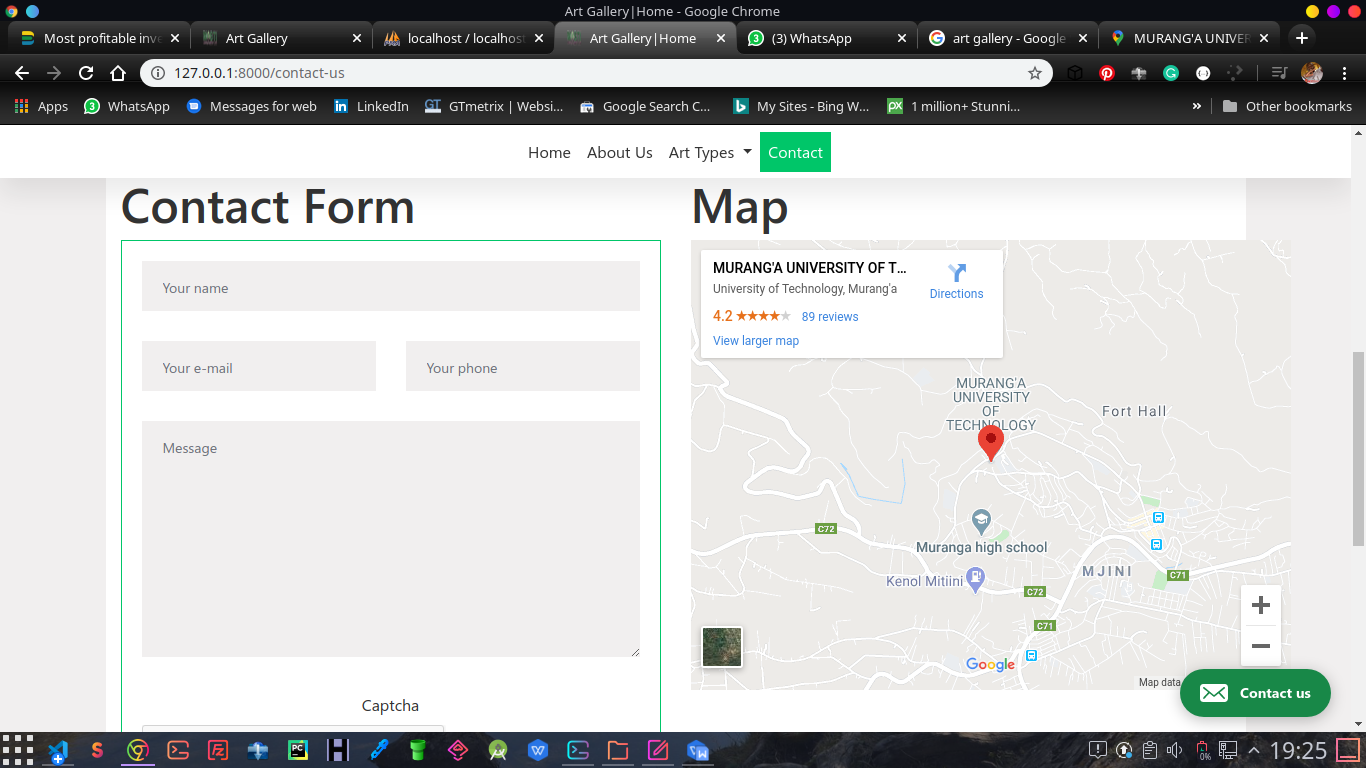 Art Gallery|Home - Google Chrome
Most profitable inve
Art Gallery
localhost / localhost
Art Gallery|Home
(3) WhatsApp
art gallery - Google
MURANG'A UNIVER
127.0.0.1:8000/contact-us
Apps
WhatsApp
Messages for web
LinkedIn
GTmetrix | Websi...
Google Search C...
My Sites - Bing W...
1 million+ Stunni...
»
Other bookmarks
Home
About Us
Art Types
Contact
Contact Form
Your name
Your e-mail
Your phone
Message
Captcha
Map
MURANG'A UNIVERSITY OF T...
University of Technology, Murang'a
4.2
89 reviews
View larger map
Directions
MURANG'A
UNIVERSITY
OF
TECHNOLOGY
Fort Hall
C72
Muranga high school
Kenol Mitiini
MJINI
C71
C72
C71
Google
Map data
Contact us
0%
19:25